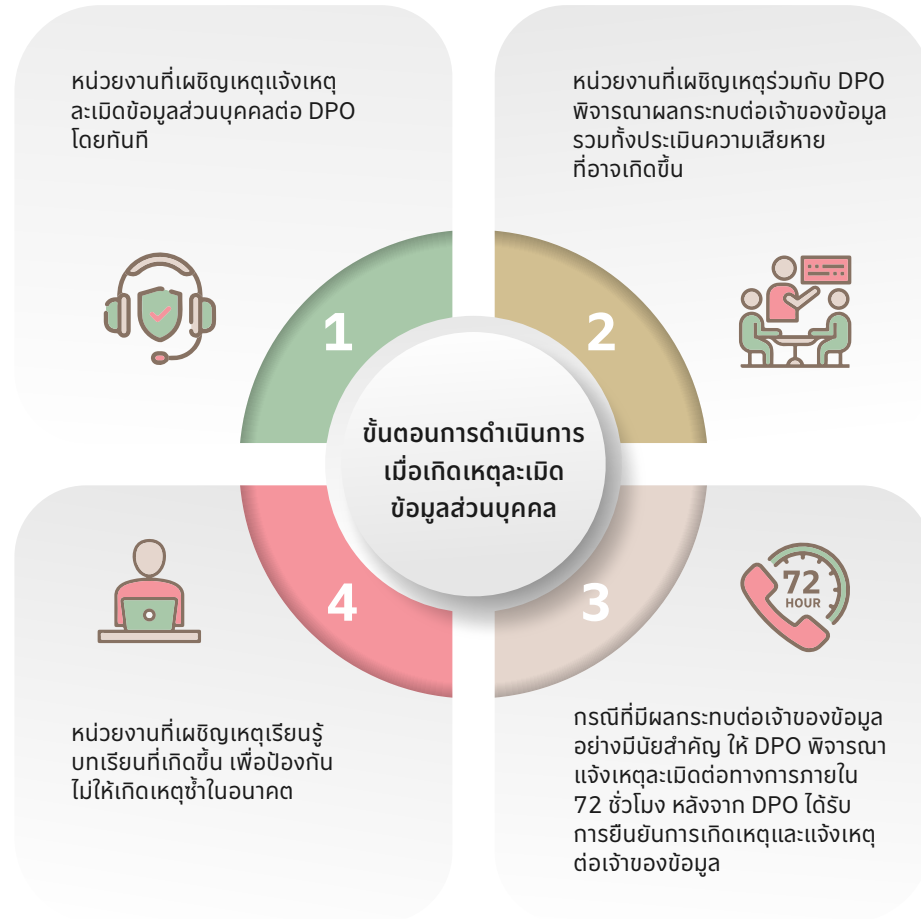 หน่วยงานที่เผชิญเหตุแจ้งเหตุ
ละเมิดข้อมูลส่วนบุคคลต่อ DPO
โดยทันที
1
หน่วยงานที่เผชิญเหตุร่วมกับ DPO
พิจารณาผลกระทบต่อเจ้าของข้อมูล
รวมทั้งประเมินความเสียหาย
ที่อาจเกิดขึ้น
2
ขั้นตอนการดำเนินการ
เมื่อเกิดเหตุละเมิด
ข้อมูลส่วนบุคคล
3
72
HOUR
กรณีที่มีผลกระทบต่อเจ้าของข้อมูล
อย่างมีนัยสำคัญ ให้ DPO พิจารณา
แจ้งเหตุละเมิดต่อทางการภายใน
72 ชั่วโมง หลังจาก DPO ได้รับ
การยืนยันการเกิดเหตุและแจ้งเหตุ
ต่อเจ้าของข้อมูล
4
หน่วยงานที่เผชิญเหตุเรียนรู้
บทเรียนที่เกิดขึ้น เพื่อป้องกัน
ไม่ให้เกิดเหตุซ้ำในอนาคต